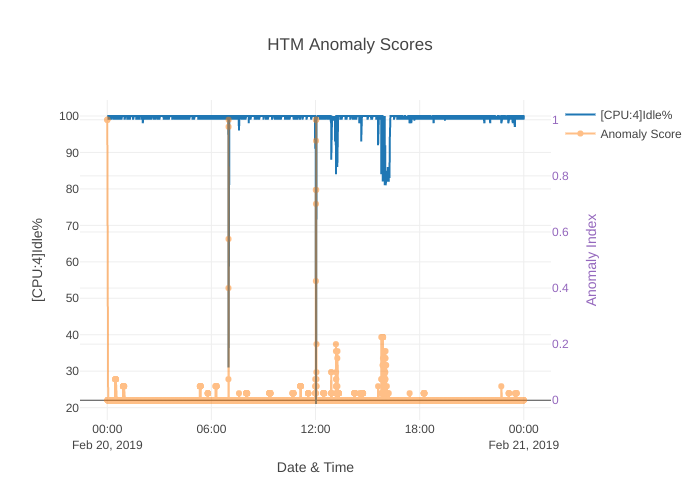 HTM Anomaly Scores
[CPU:4]Idle%
Anomaly Score
100
90
80
70
60
50
40
30
20
[CPU:4]Idle%
1
0.8
0.6
0.4
0.2
0
Anomaly Index
00:00
Feb 20, 2019
06:00
12:00
18:00
00:00
Feb 21, 2019
Date & Time